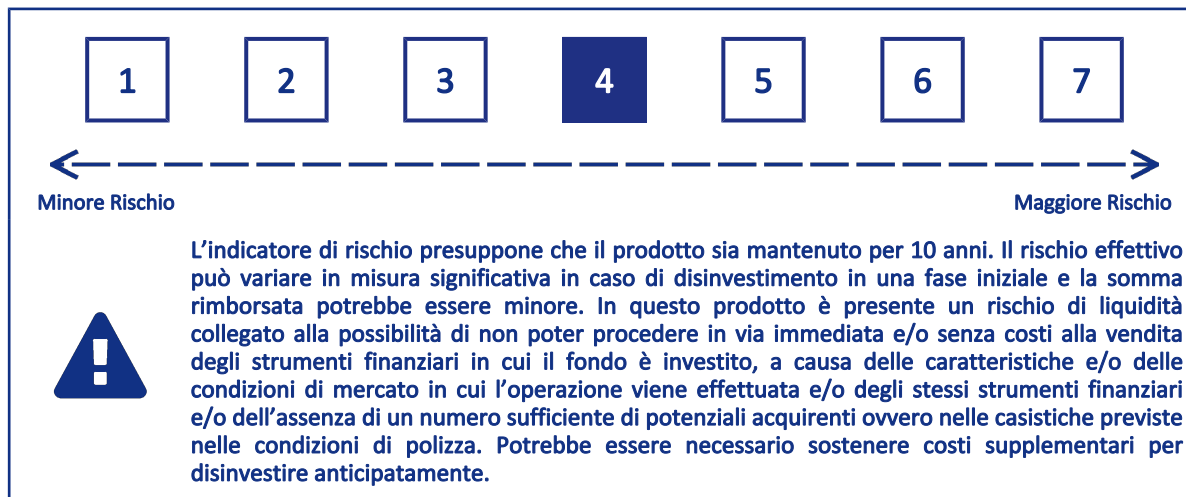 1 2 3 4 5 6 7
Minore Rischio Maggiore Rischio
L'indicatore di rischio presuppone che il prodotto sia mantenuto per 10 anni. Il rischio effettivo
può variare in misura significativa in caso di disinvestimento in una fase iniziale e la somma
rimborsata potrebbe essere minore. In questo prodotto è presente un rischio di liquidità
collegato alla possibilità di non poter procedere in via immediata e/o senza costi alla vendita
degli strumenti finanziari in cui il fondo è investito, a causa delle caratteristiche e/o delle
condizioni di mercato in cui l'operazione viene effettuata e/o degli stessi strumenti finanziari
e/o dell'assenza di un numero sufficiente di potenziali acquirenti ovvero nelle casistiche previste
nelle condizioni di polizza. Potrebbe essere necessario sostenere costi supplementari per
disinvestire anticipatamente.